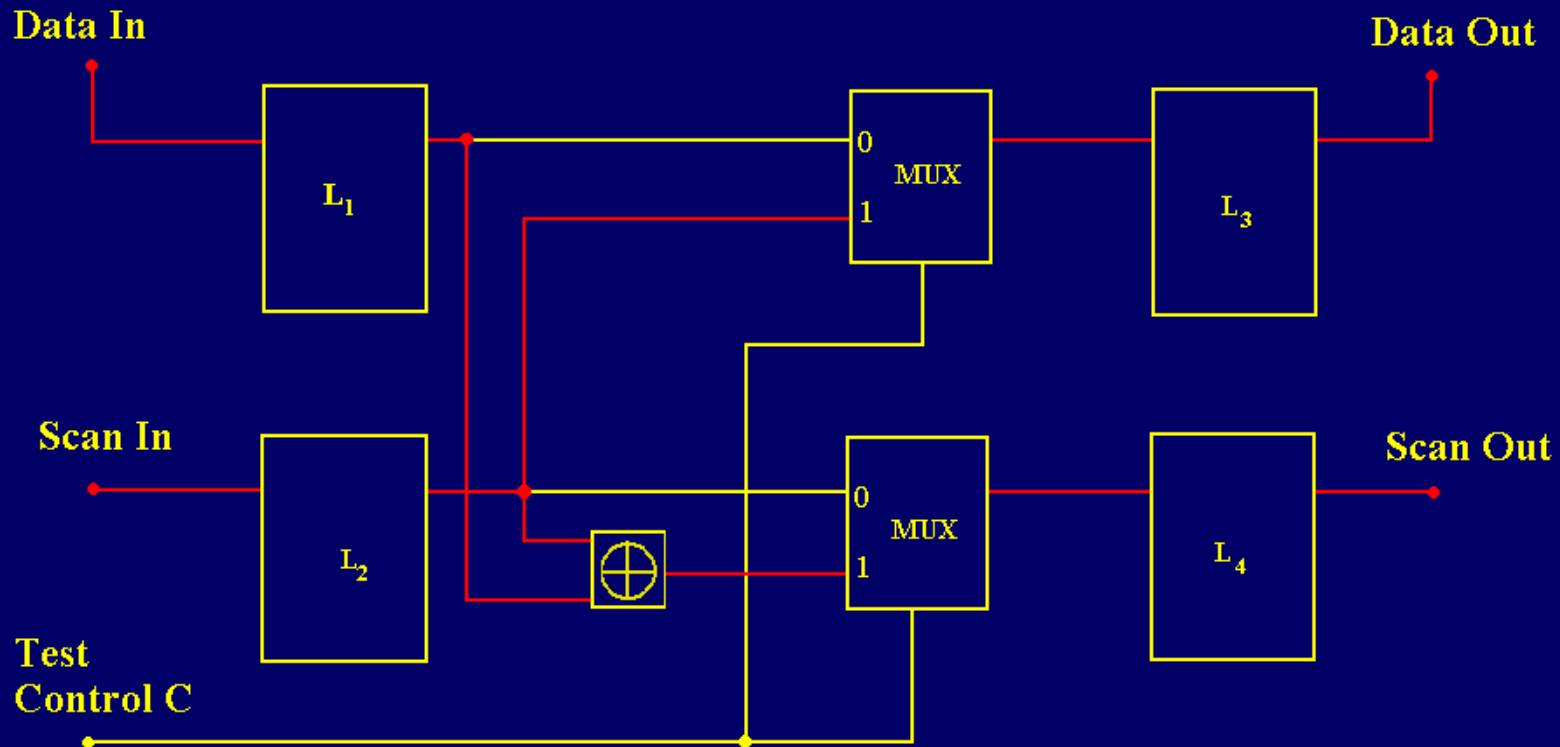 Data In
Data Out
L1
0
MUX
1
L3
Scan In
Scan Out
L2
0
MUX
1
L4
Test
Control C